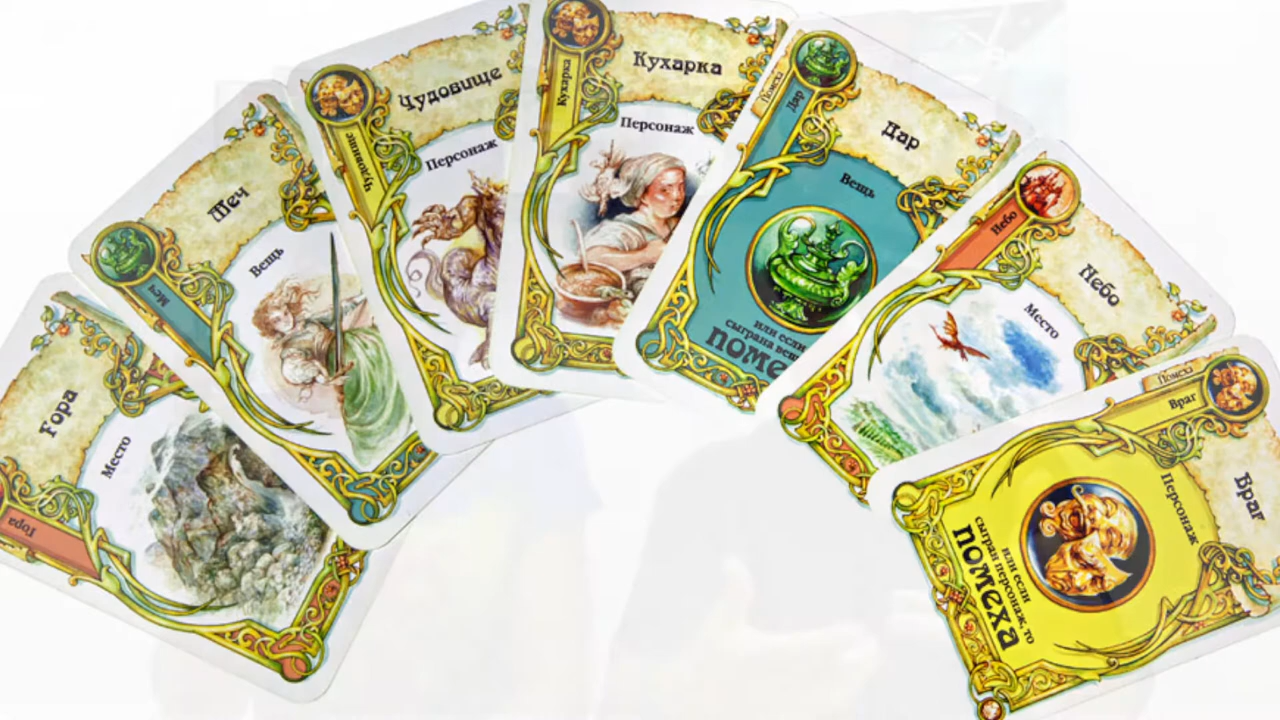 Гора
Место
Гора
Меч
Меч
Вещь
Чудовище
Чудовище
Персонаж
Кухарка
Кухарка
Персонаж
Помеха
Дар
Дар
Вещь
или если
сыграна вещь
ПОМЕ
Небо
Небо
Место
Помеха
Враг
Враг
Персонаж
или если
сыгран персонаж, то
ПОМЕХА